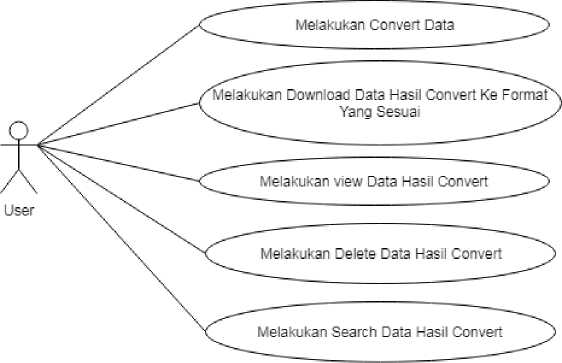 Melakukan Convert Data
Melakukan Download Data Hasil Convert Ke Format
Yang Sesuai
Melakukan view Data Hasil Convert
User
Melakukan Delete Data Hasil Convert
Melakukan Search Data Hasil Convert